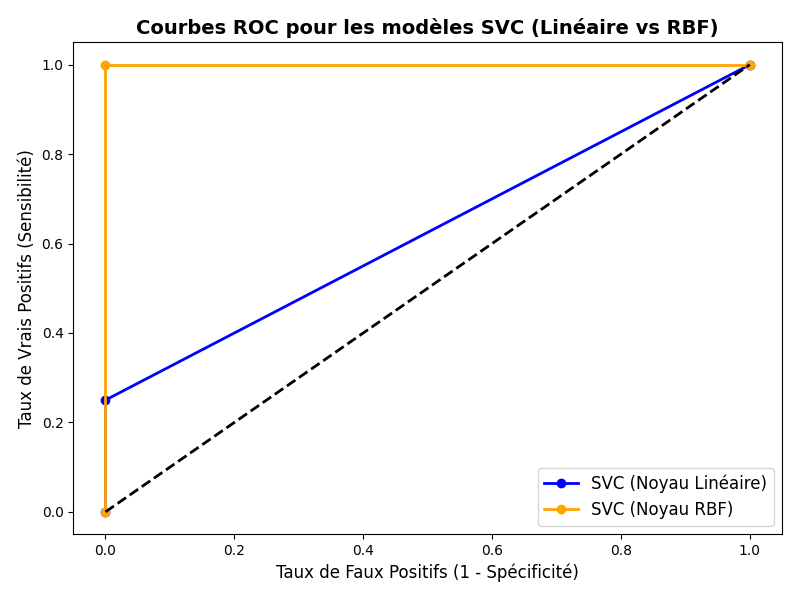 Courbes ROC pour les modèles SVC (Linéaire vs RBF)
Taux de Vrais Positifs (Sensibilité)
1.0
0.8
0.6
0.4
0.2
0.0
SVC (Noyau Linéaire)
SVC (Noyau RBF)
0.0 0.2 0.4 0.6 0.8 1.0
Taux de Faux Positifs (1 - Spécificité)